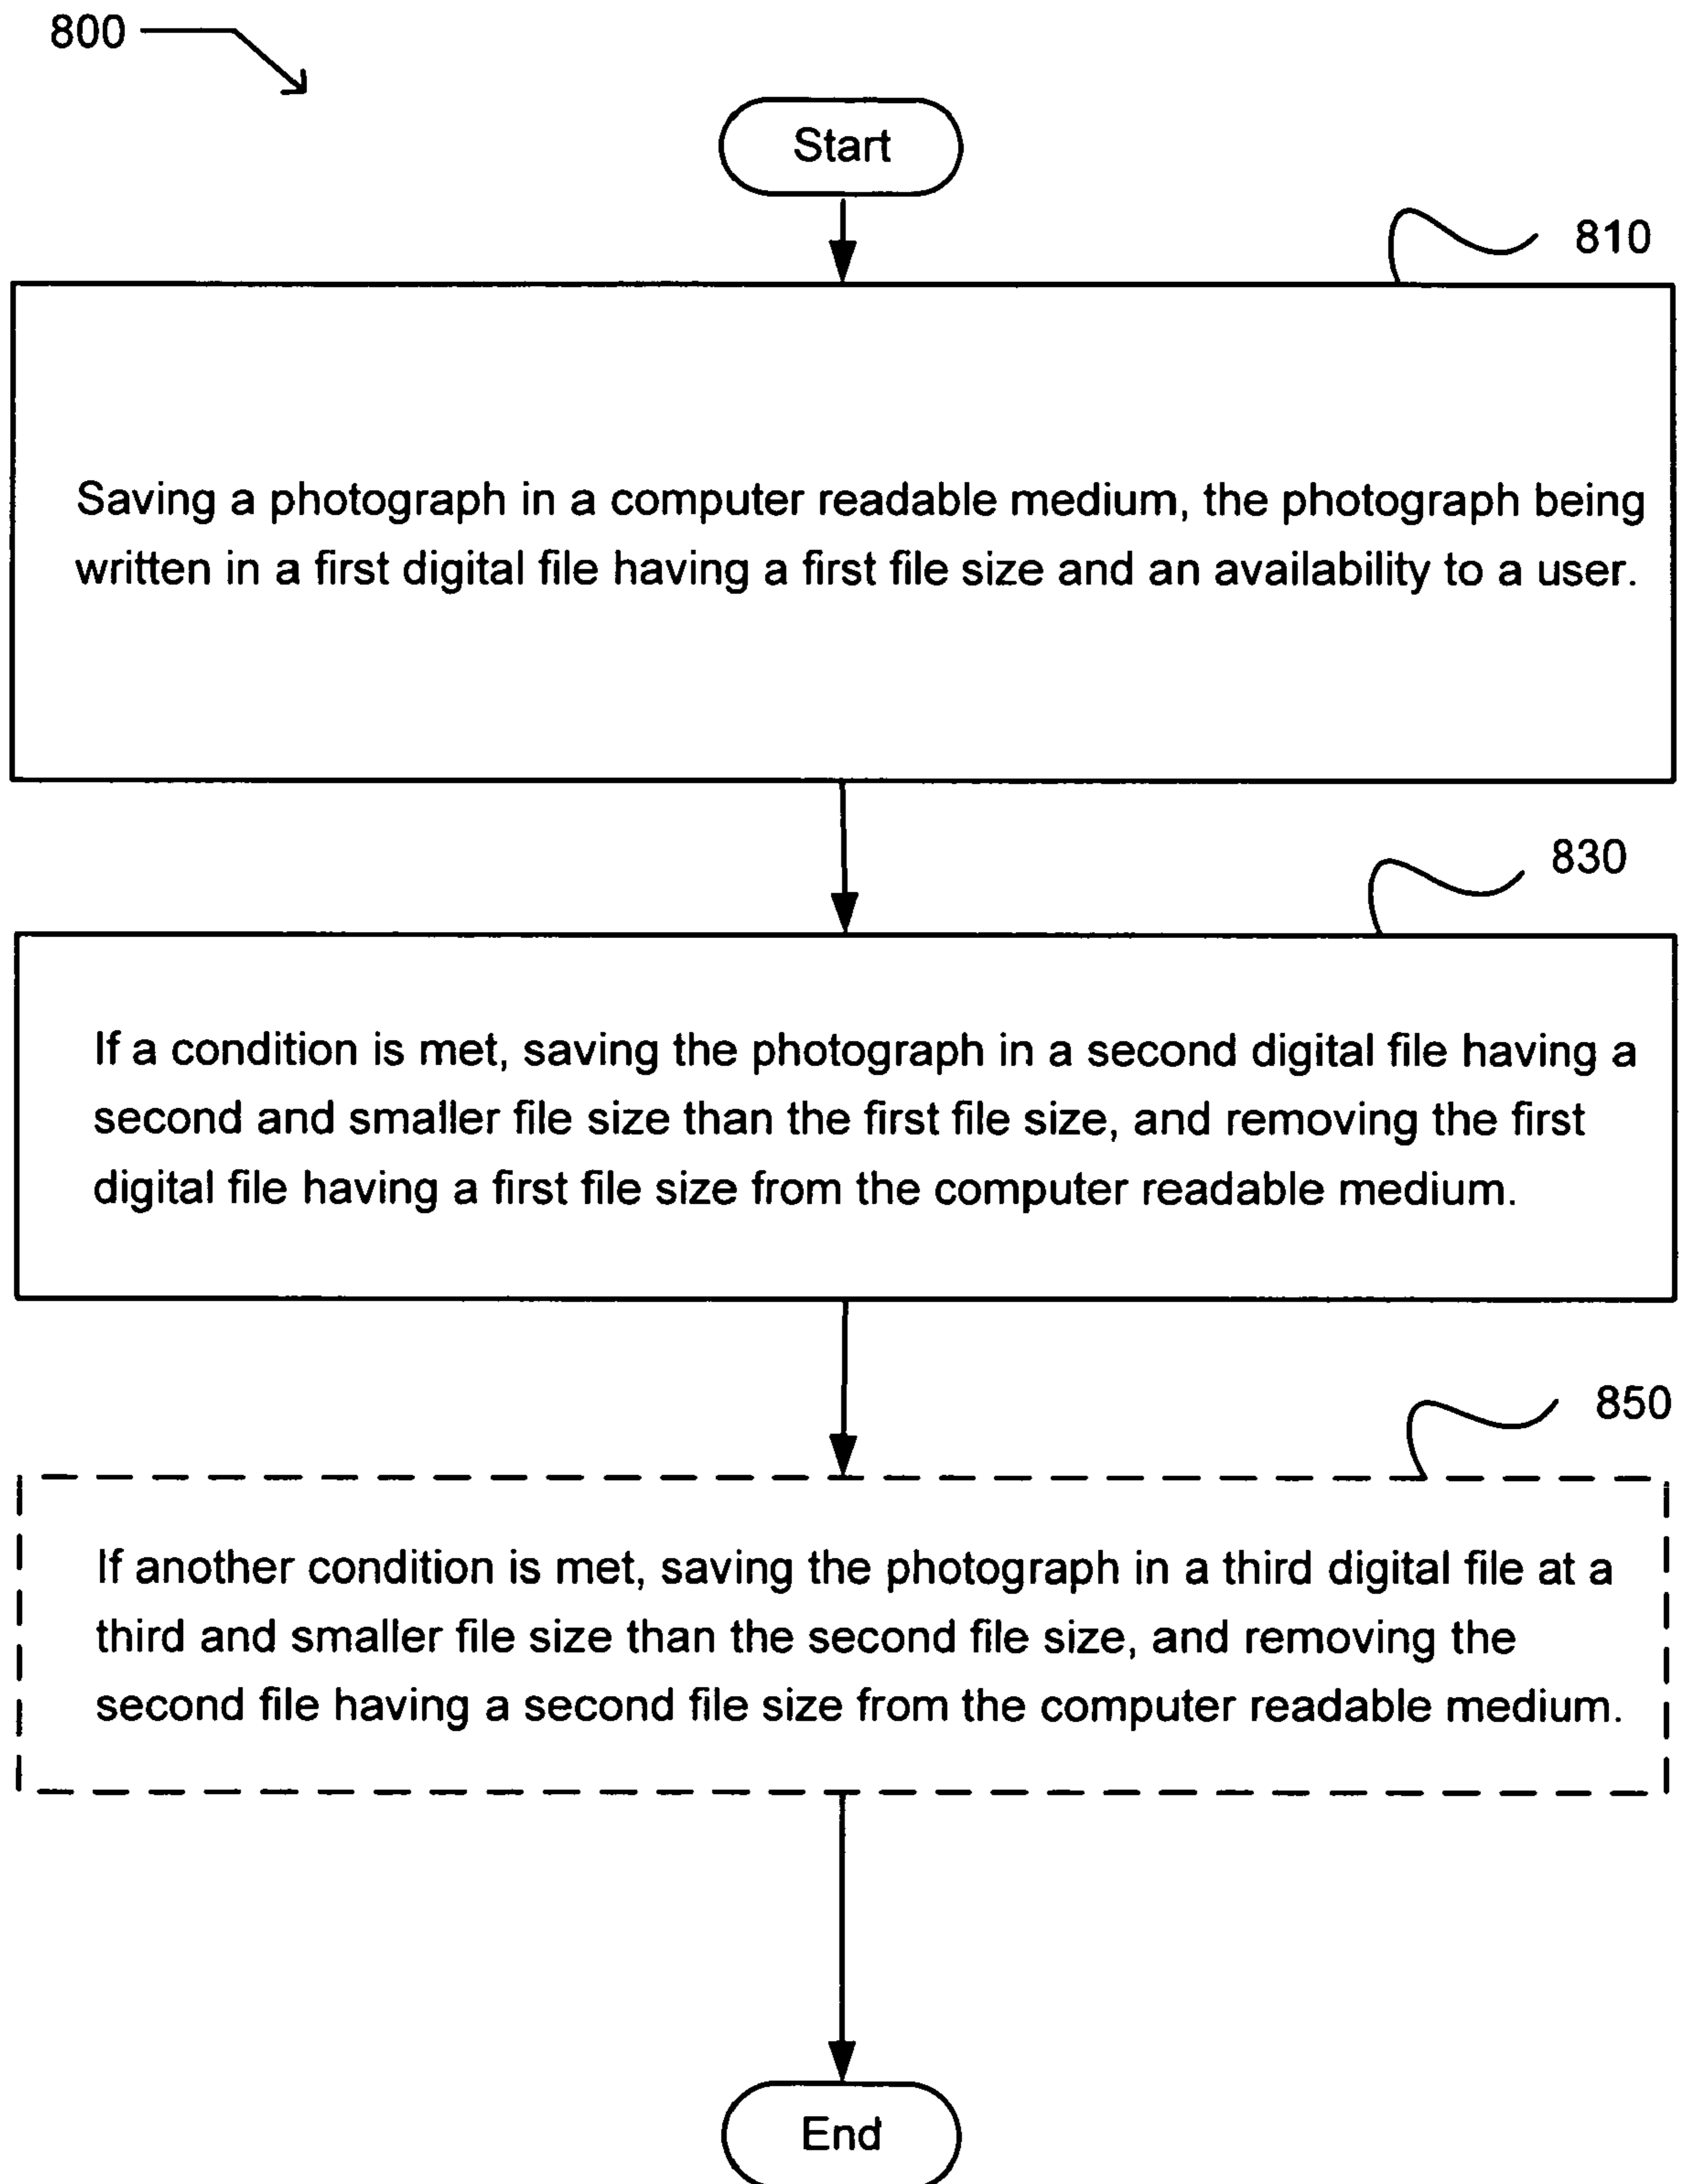 800
Start
810
Saving a photograph in a computer readable medium, the photograph being
written in a first digital file having a first file size and an availability to a user.
830
If a condition is met, saving the photograph in a second digital file having a
second and smaller file size than the first file size, and removing the first
digital file having a first file size from the computer readable medium.
850
If another condition is met, saving the photograph in a third digital file at a
third and smaller file size than the second file size, and removing the
second file having a second file size from the computer readable medium.
End